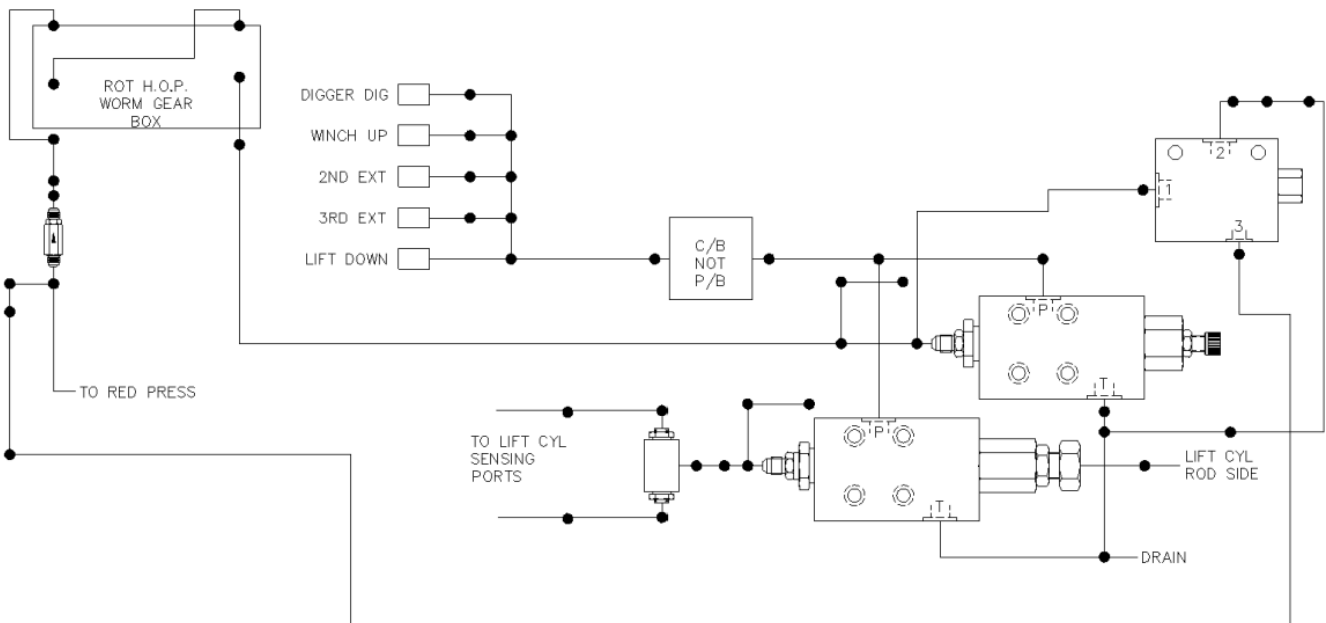 ROT H.O.P.
WORM GEAR
BOX
DIGGER DIG
WINCH UP
2ND EXT
3RD EXT
LIFT DOWN
C/B
NOT
P/B
2
1
3
P
T
TO RED PRESS
TO LIFT CYL
SENSING
PORTS
P
T
LIFT CYL
ROD SIDE
DRAIN